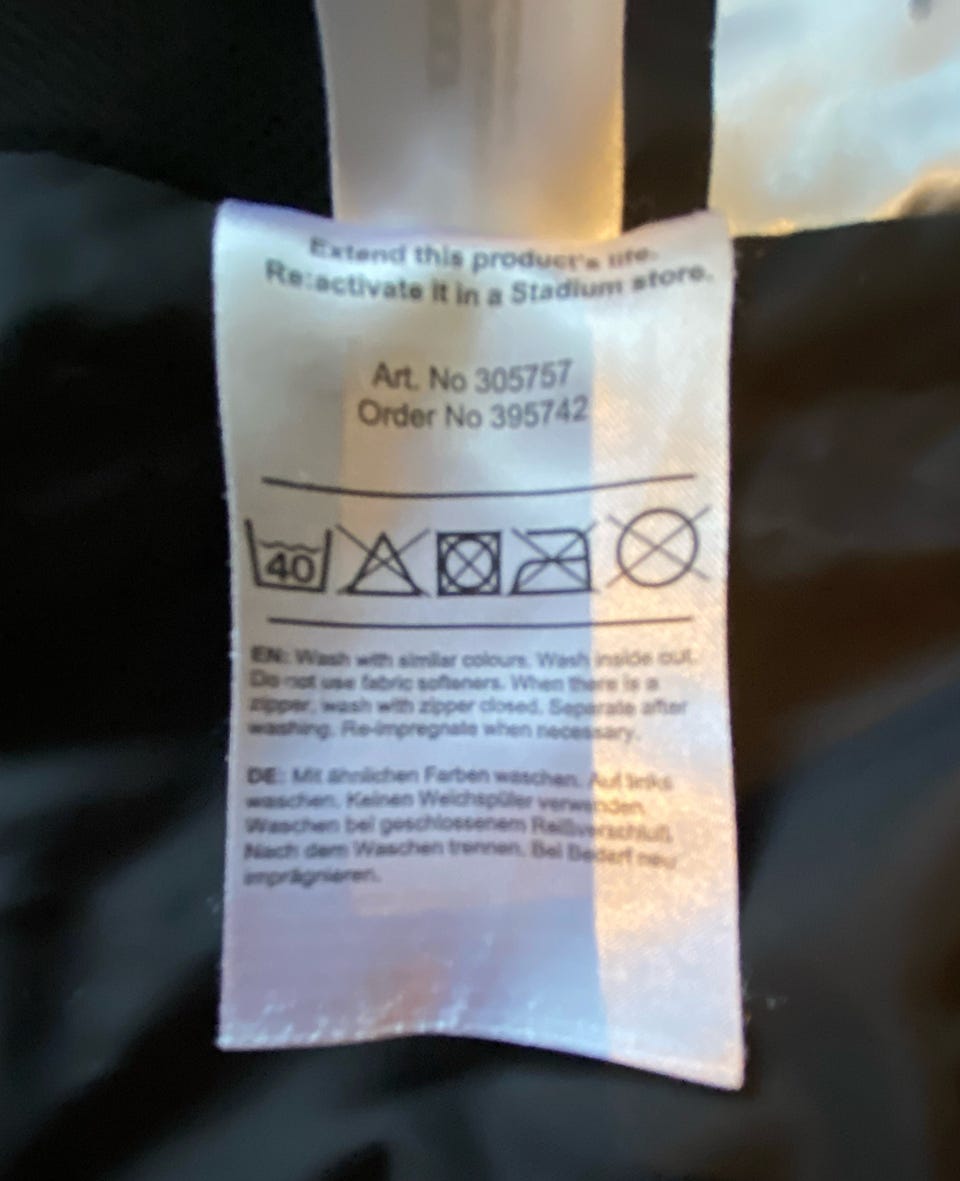 Extend this product's life.
Re:activate it in a Stadium store.
Art. No 305757
Order No 395742
40
EN: Wash with similar colours. Wash inside out.
Do not use fabric softeners. When there is a
zipper, wash with zipper closed. Separate after
washing. Re-impregnate when necessary.
DE: Mit ähnlichen Farben waschen. Auf links
waschen. Keinen Weichspüler verwenden.
Waschen bei geschlossenem Reißverschluß.
Nach dem Waschen trennen. Bei Bedarf neu
imprägnieren.